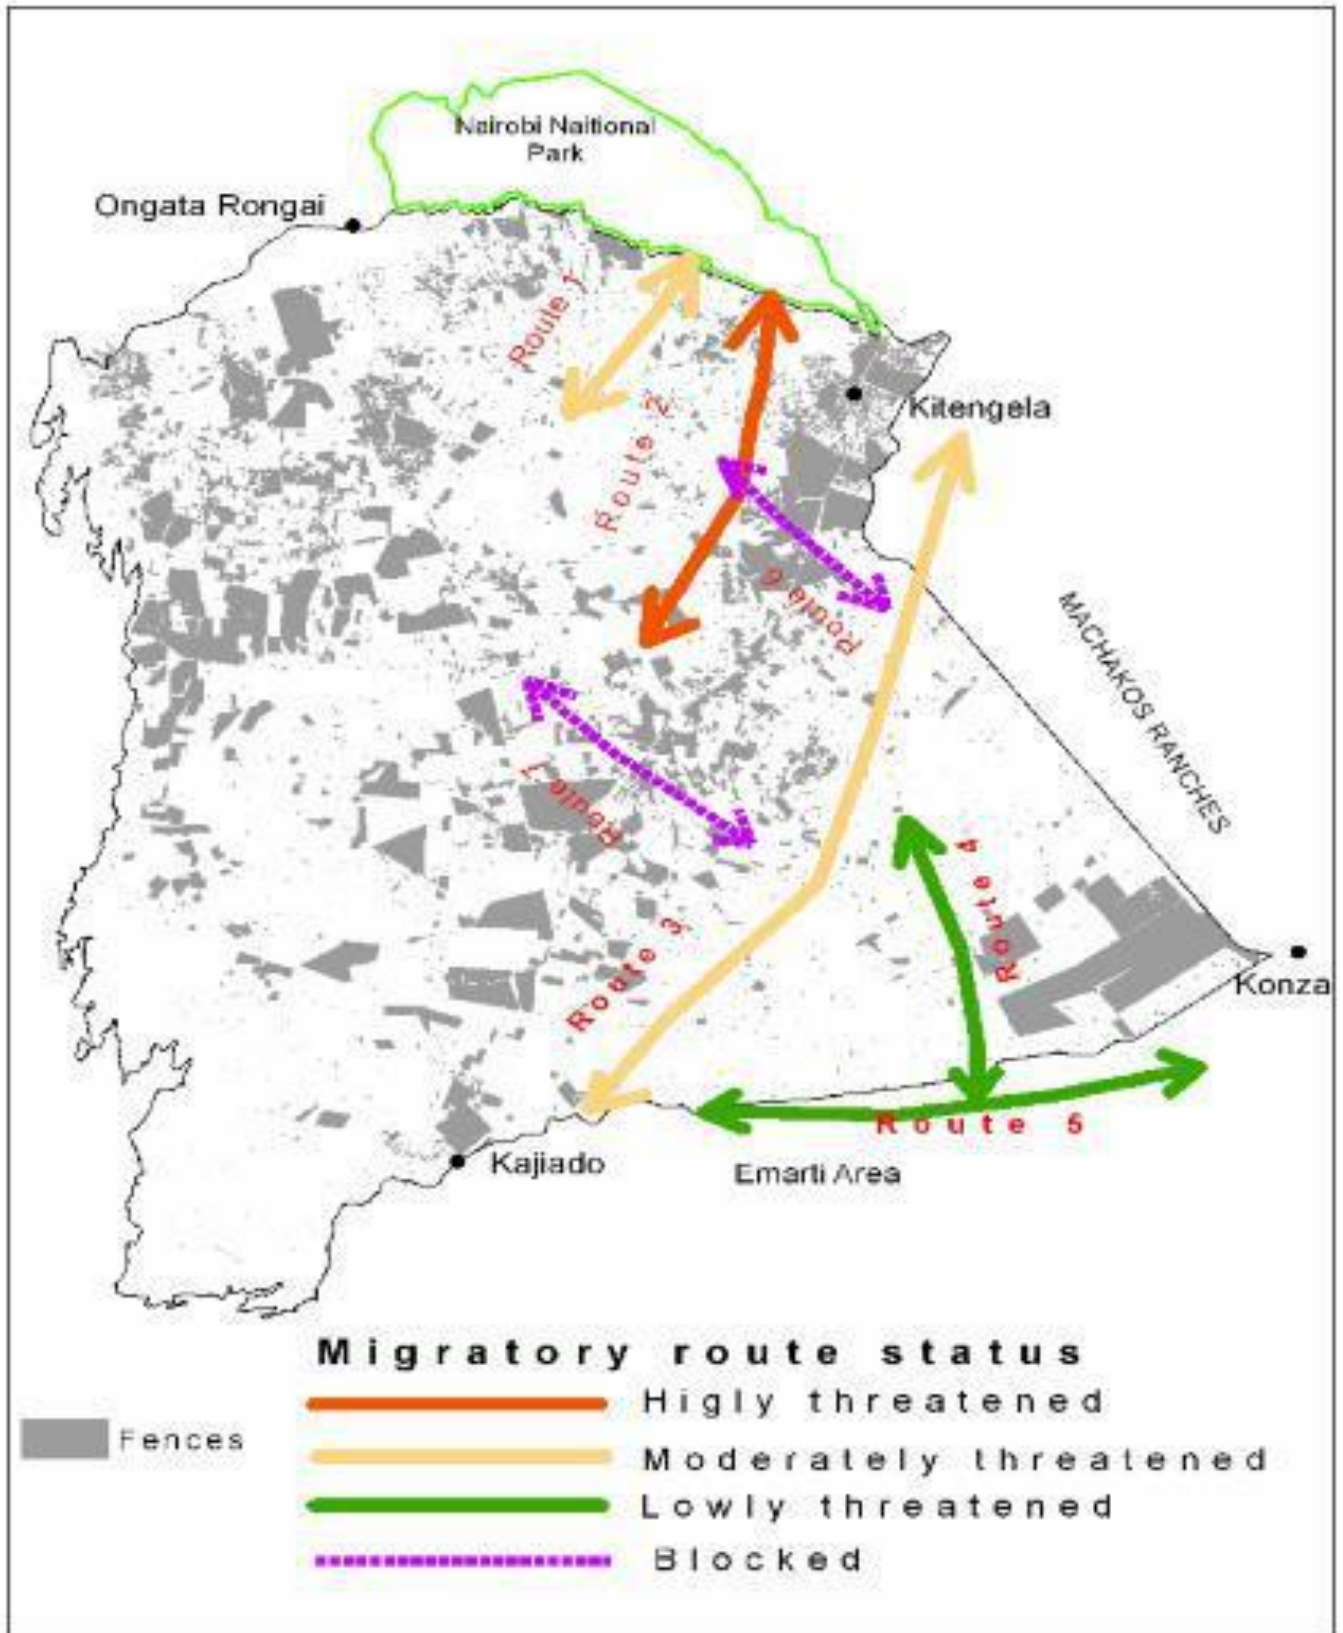 Nairobi Naitional
Park
Ongata Rongai
Route 1
Route 2
Kitengela
Route 6
MACHAKOS RANCHES
Route 7
Route 4
Route 3
Konza
Route 5
Kajiado
Emarti Area
Migratory route status
Higly threatened
Fences
Moderately threatened
Lowly threatened
Blocked